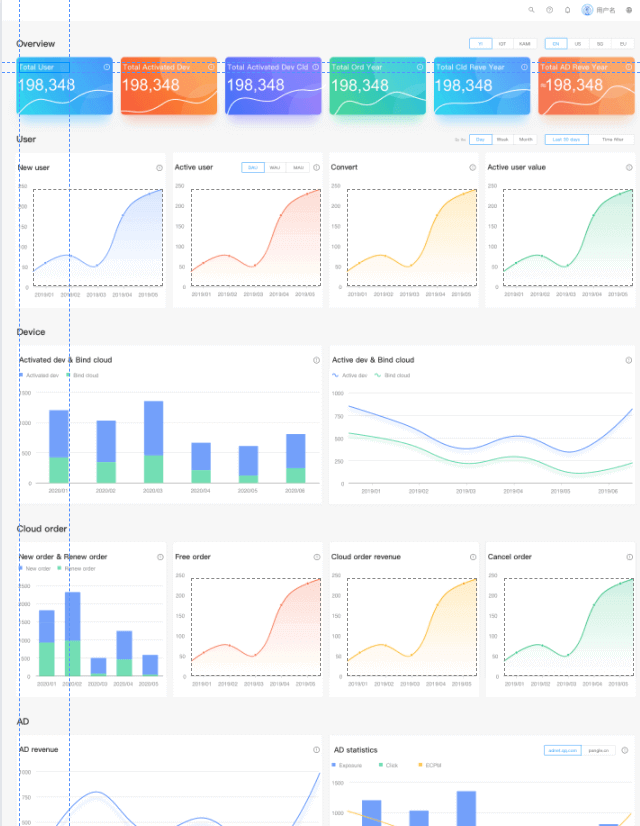 用户名
Overview
IOT KAMI
CN US SG EU
Total User
Total Activated Dev
Total Activated Dev Cld
Total Ord Year
Total Cld Reve Year
Total AD Reve Year
198,348
198,348
198,348
198,348
198,348
198,348
User
Day Week Month
Last 30 days Time filter
New user
250
150
100
50
0
2019/01 2019/02 2019/03 2019/04 2019/05
Active user
DAU WAU MAU
250
200
150
100
50
0
2019/01 2019/02 2019/03 2019/04 2019/05
Convert
250
200
150
100
50
0
2019/01 2019/02 2019/03 2019/04 2019/05
Active user value
250
200
150
100
50
0
2019/01 2019/02 2019/03 2019/04 2019/05
Device
Activated dev & Bind cloud
Activated dev Bind cloud
0
2020/01 2020/02 2020/03 2020/04 2020/05 2020/06
Active dev & Bind cloud
Active dev Bind cloud
1000
750
500
250
0
2019/01 2019/02 2019/03 2019/04 2019/05 2019/06
Cloud order
New order & Renew order
New order Renew order
0
2020/01 2020/02 2020/03 2020/04 2020/05
Free order
250
200
150
100
50
0
2019/01 2019/02 2019/03 2019/04 2019/05
Cloud order revenue
250
200
150
100
50
0
2019/01 2019/02 2019/03 2019/04 2019/05
Cancel order
250
200
150
100
50
0
2019/01 2019/02 2019/03 2019/04 2019/05
AD
AD revenue
1000
750
500
AD statistics
adnet.qq.com pangle.cn
Exposure Click ECPM
1500
1000